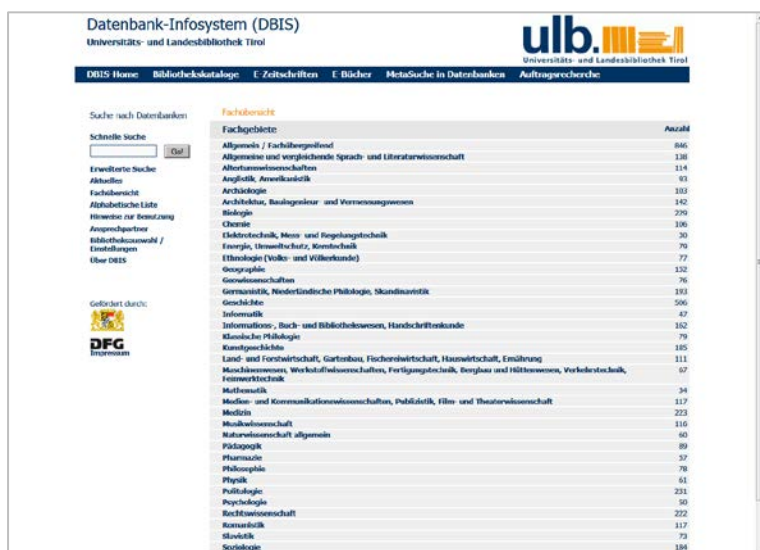 Datenbank-Infosystem (DBIS)
Universitäts- und Landesbibliothek Tirol
ulb.
Universitäts- und Landesbibliothek Tirol
DBIS-Home Bibliothekskataloge E-Zeitschriften E-Bücher MetaSuche in Datenbanken Auftragsrecherche
Suche nach Datenbanken
Schnelle Suche
Go!
Erweiterte Suche
Aktuelles
Fachübersicht
Alphabetische Liste
Hinweise zur Benutzung
Ansprechpartner
Bibliotheksauswahl /
Einstellungen
Über DBIS
Gefördert durch:
DFG
Impressum
Fachübersicht
Fachgebiete Anzahl
Allgemein / Fachübergreifend 846
Allgemeine und vergleichende Sprach- und Literaturwissenschaft 138
Altertumswissenschaften 114
Anglistik, Amerikanistik 93
Archäologie 103
Architektur, Bauingenieur- und Vermessungswesen 142
Biologie 229
Chemie 106
Elektrotechnik, Mess- und Regelungstechnik 30
Energie, Umweltschutz, Kerntechnik 79
Ethnologie (Volks- und Völkerkunde) 77
Geographie 132
Geowissenschaften 76
Germanistik, Niederländische Philologie, Skandinavistik 193
Geschichte 506
Informatik 47
Informations-, Buch- und Bibliothekswesen, Handschriftenkunde 162
Klassische Philologie 79
Kunstgeschichte 185
Land- und Forstwirtschaft, Gartenbau, Fischereiwirtschaft, Hauswirtschaft, Ernährung 111
Maschinenwesen, Werkstoffwissenschaften, Fertigungstechnik, Bergbau und Hüttenwesen, Verkehrstechnik, 67
Feinwerktechnik
Mathematik 34
Medien- und Kommunikationswissenschaften, Publizistik, Film- und Theaterwissenschaft 117
Medizin 223
Musikwissenschaft 116
Naturwissenschaft allgemein 60
Pädagogik 89
Pharmazie 57
Philosophie 78
Physik 61
Politologie 231
Psychologie 50
Rechtswissenschaft 222
Romanistik 117
Slavistik 73
Soziologie 184